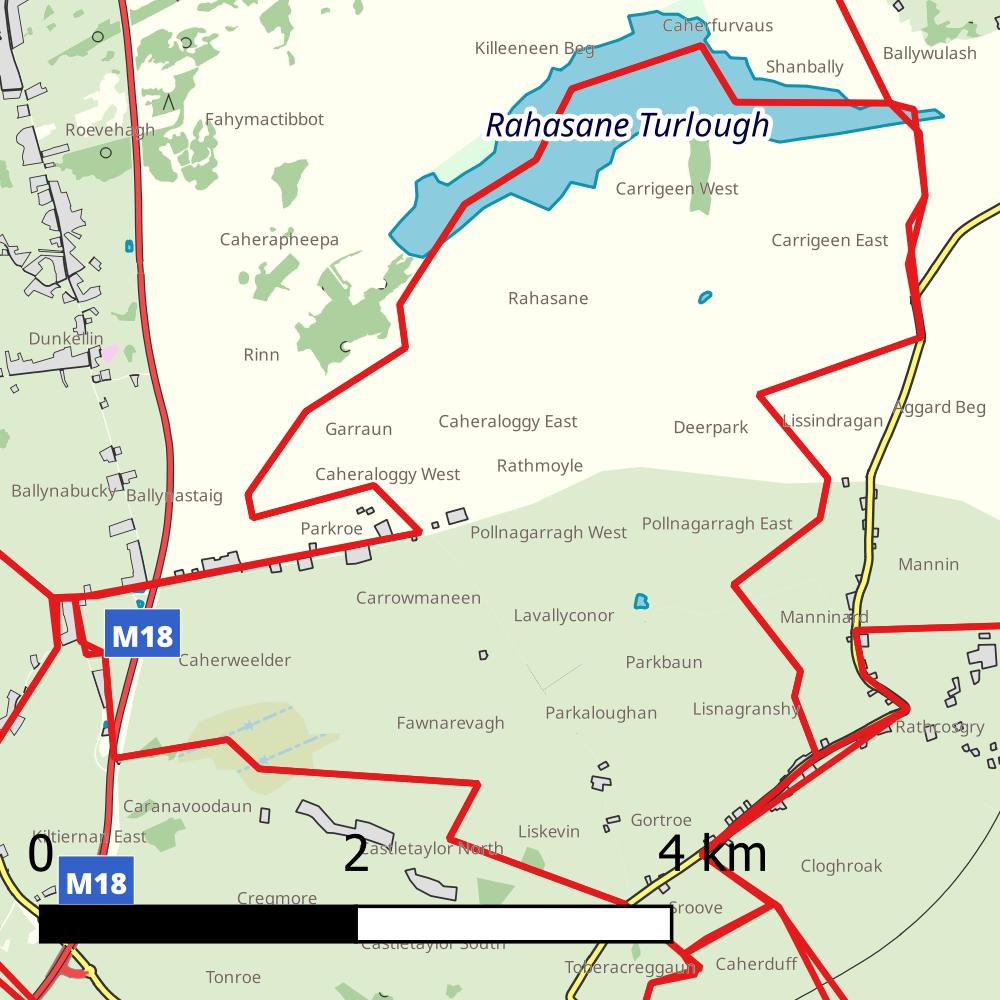 Caherfurvaus
Killeeneen Beg
Ballywulash
Shanbally
Fahymactibbot
Roevehagh
Rahasane Turlough
Carrigeen West
Caherapheepa
Carrigeen East
Rahasane
Dunkellin
Rinn
Aggard Beg
Garraun
Caheraloggy East
Deerpark
Lissindragan
Caheraloggy West
Rathmoyle
Ballynabucky
Ballynastaig
Parkroe
Pollnagarragh West
Pollnagarragh East
Mannin
Carrowmaneen
Lavallyconor
Manninard
M18
Caherweelder
Parkbaun
Fawnarevagh
Parkaloughan
Lisnagranshy
Rathcosgry
Caranavoodaun
Kiltiernan East
Liskevin
Gortroe
Castletaylor North
0 2 4 km
Cloghroak
M18
Cregmore
Groove
Castletaylor South
Toberacreggaun
Caherduff
Tonroe